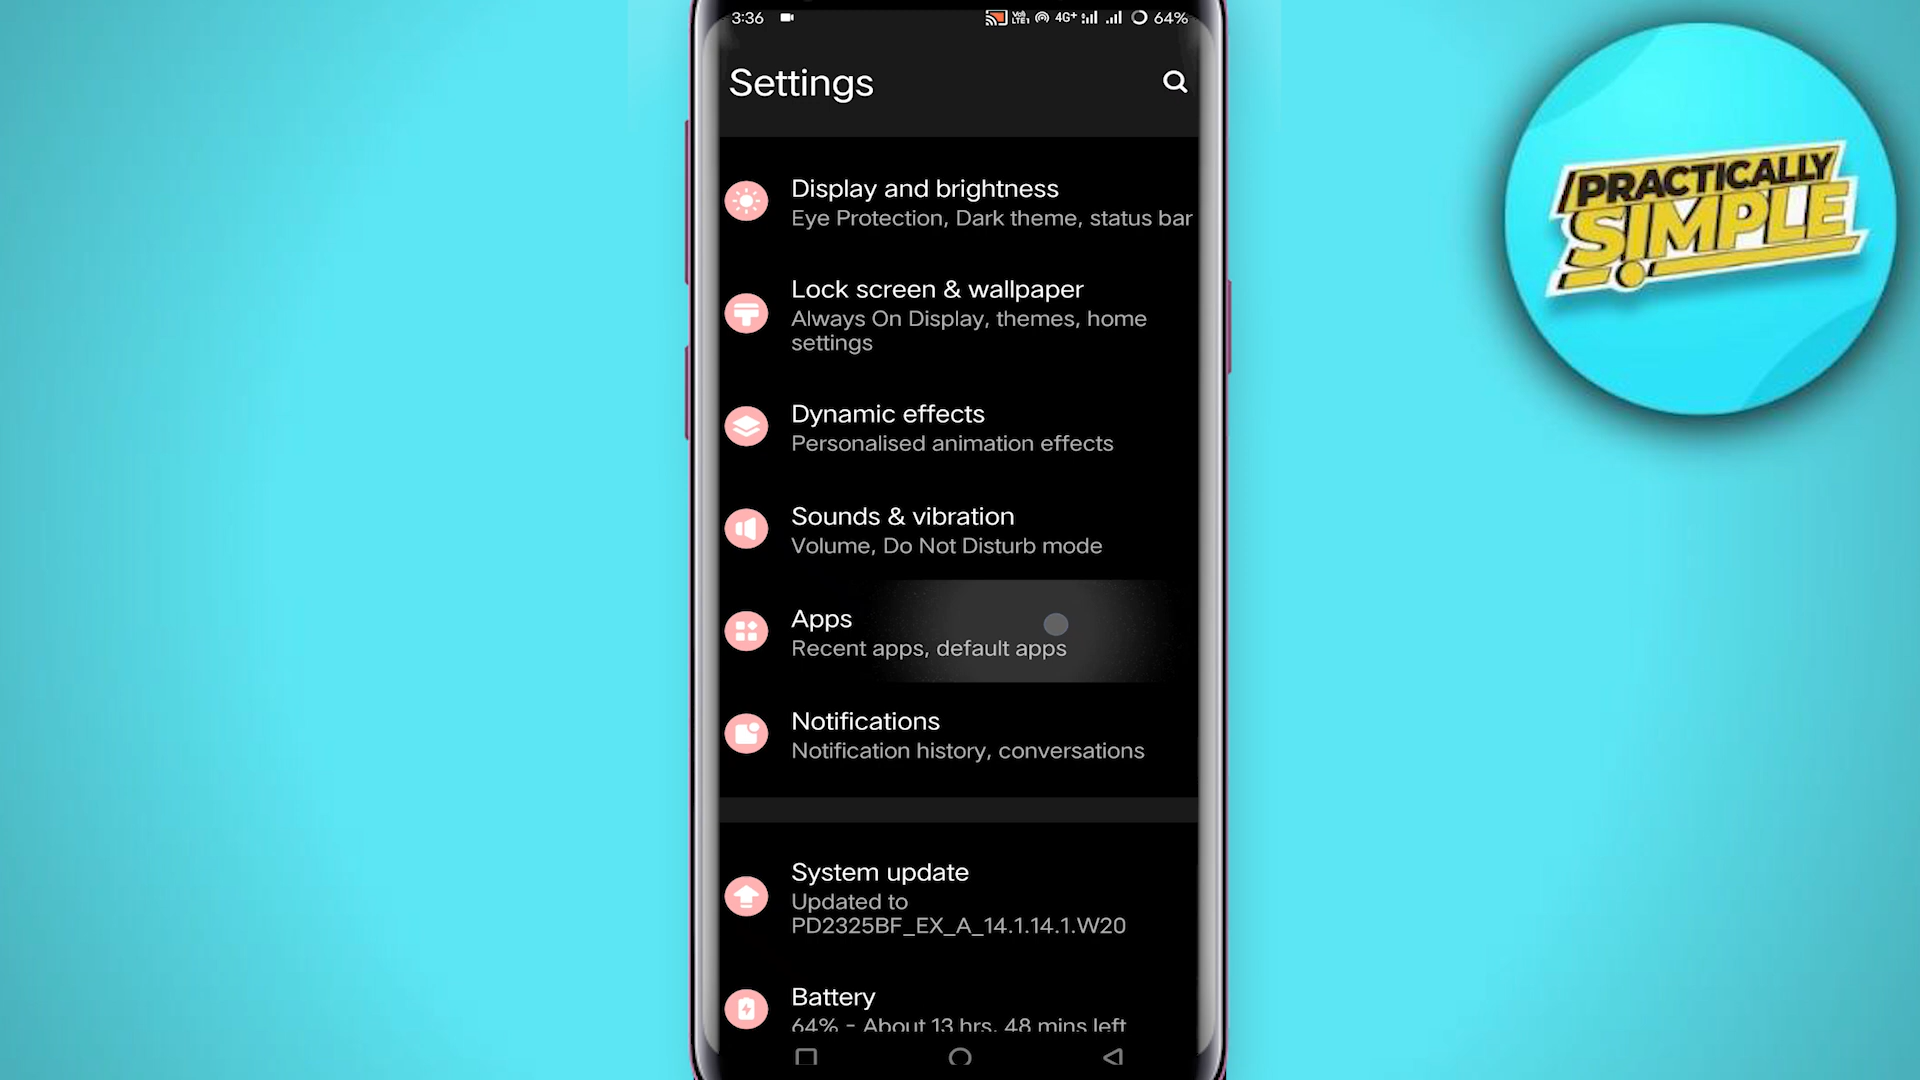 3:36
Vo) LTE1 4G+ 64%
Settings
Display and brightness
Eye Protection, Dark theme, status bar
Lock screen & wallpaper
Always On Display, themes, home
settings
Dynamic effects
Personalised animation effects
Sounds & vibration
Volume, Do Not Disturb mode
Apps
Recent apps, default apps
Notifications
Notification history, conversations
System update
Updated to
PD2325BF_EX_A_14.1.14.1.W20
Battery
64% - About 13 hrs, 48 mins left
PRACTICALLY
SIMPLE